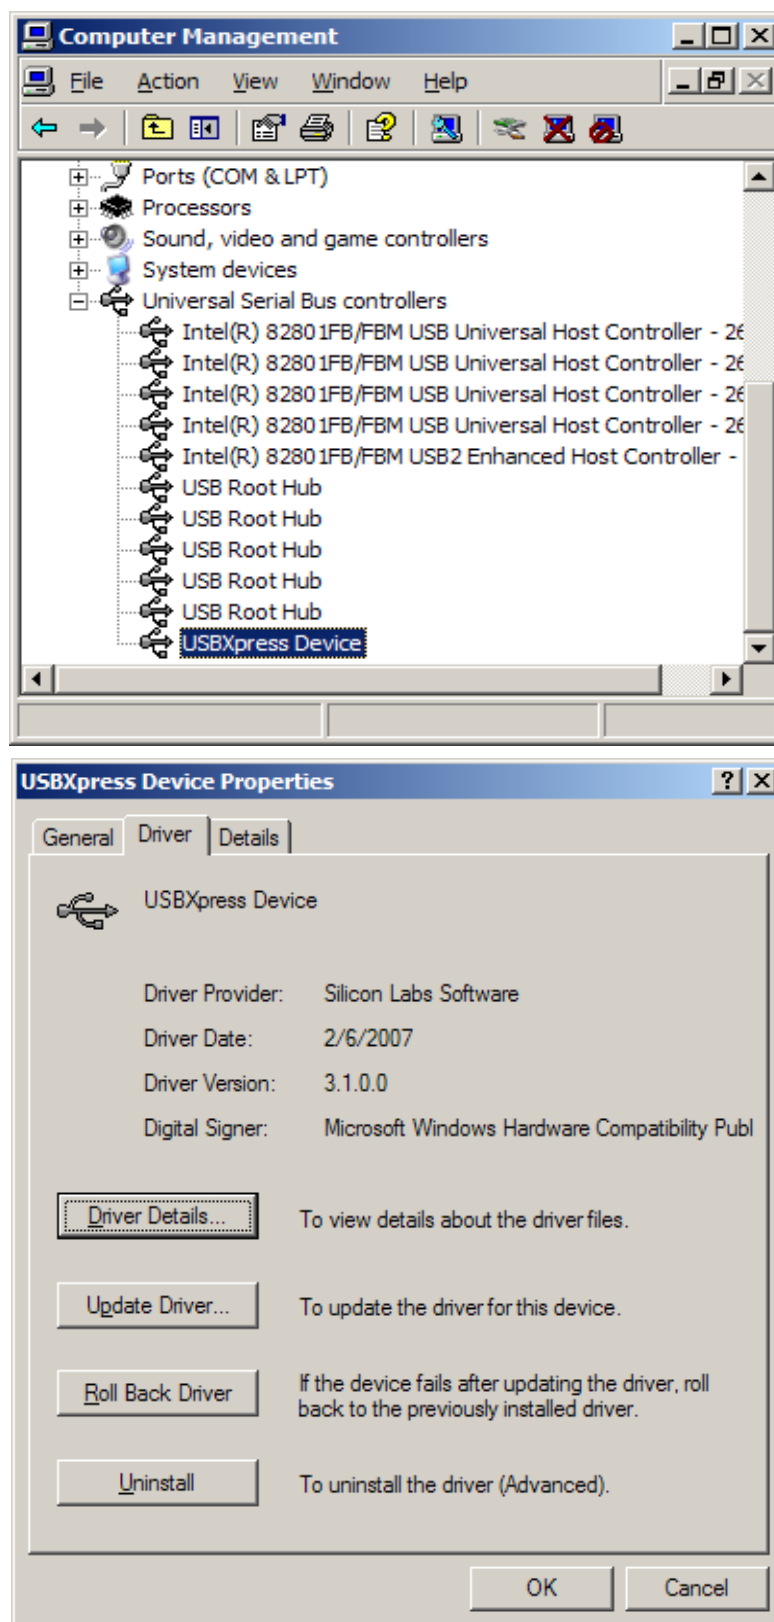 Computer Management
File Action View Window Help
Ports (COM & LPT)
Processors
Sound, video and game controllers
System devices
Universal Serial Bus controllers
Intel(R) 82801FB/FBM USB Universal Host Controller - 26
Intel(R) 82801FB/FBM USB Universal Host Controller - 26
Intel(R) 82801FB/FBM USB Universal Host Controller - 26
Intel(R) 82801FB/FBM USB Universal Host Controller - 26
Intel(R) 82801FB/FBM USB2 Enhanced Host Controller -
USB Root Hub
USB Root Hub
USB Root Hub
USB Root Hub
USB Root Hub
USBXpress Device
USBXpress Device Properties
General Driver Details
USBXpress Device
Driver Provider: Silicon Labs Software
Driver Date: 2/6/2007
Driver Version: 3.1.0.0
Digital Signer: Microsoft Windows Hardware Compatibility Publ
Driver Details... To view details about the driver files.
Update Driver... To update the driver for this device.
Roll Back Driver If the device fails after updating the driver, roll
back to the previously installed driver.
Uninstall To uninstall the driver (Advanced).
OK Cancel